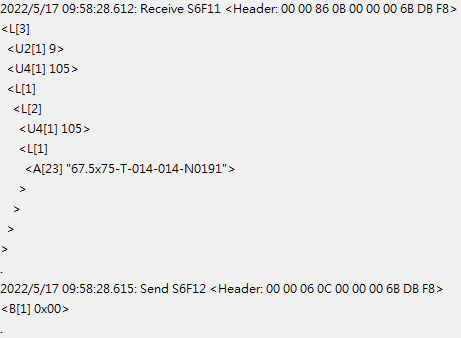 2022/5/17 09:58:28.612: Receive S6F11 <Header: 00 00 86 0B 00 00 00 6B DB F8>
<L[3]
<U2[1] 9>
<U4[1] 105>
<L[1]
<L[2]
<U4[1] 105>
<L[1]
<A[23] "67.5x75-T-014-014-N0191">
>
>
>
>
.
2022/5/17 09:58:28.615: Send S6F12 <Header: 00 00 06 0C 00 00 00 6B DB F8>
<B[1] 0x00>
.